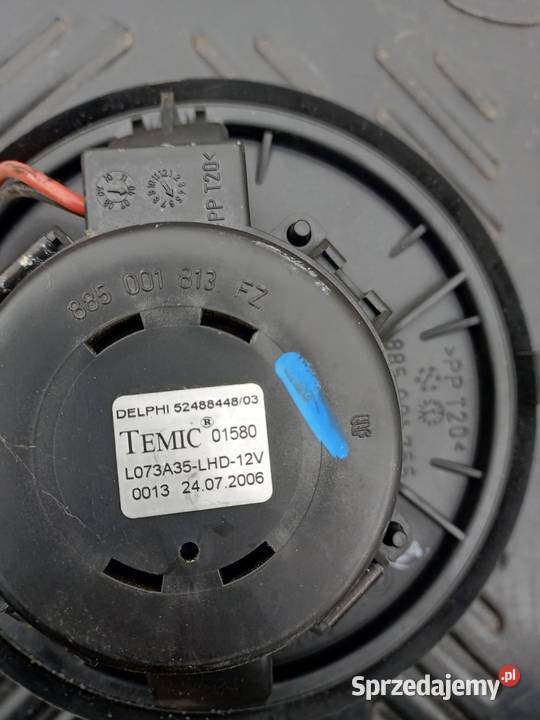 PP T20<
885 001 813 FZ
DELPHI 52488448/03
TEMIC® 01580
L073A35-LHD-12V
0013 24.07.2006
>PP T20<
Sprzedajemy.pl